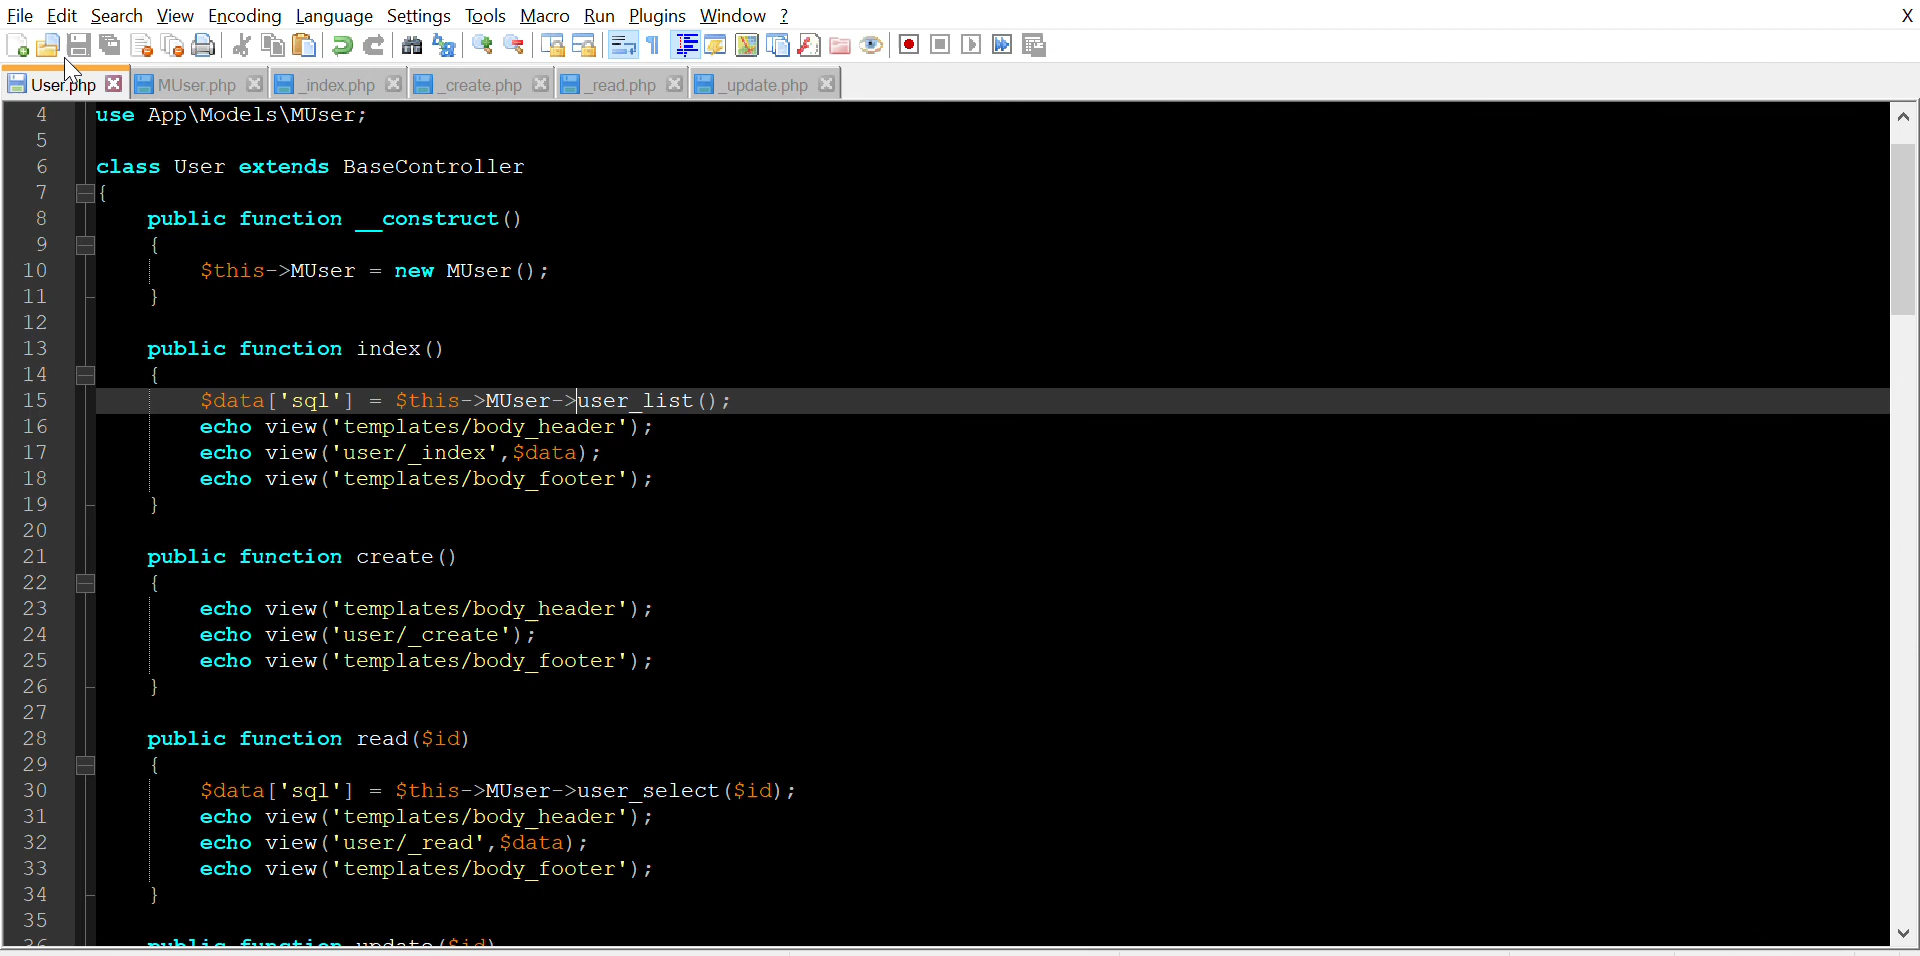 File Edit Search View Encoding Language Settings Tools Macro Run Plugins Window ? X
User.php MUser.php _index.php _create.php _read.php _update.php
4 use App\Models\MUser;
5
6 class User extends BaseController
7 {
8 public function __construct()
9 {
10 $this->MUser = new MUser();
11 }
12
13 public function index()
14 {
15 $data['sql'] = $this->MUser->user_list();
16 echo view('templates/body_header');
17 echo view('user/_index',$data);
18 echo view('templates/body_footer');
19 }
20
21 public function create()
22 {
23 echo view('templates/body_header');
24 echo view('user/_create');
25 echo view('templates/body_footer');
26 }
27
28 public function read($id)
29 {
30 $data['sql'] = $this->MUser->user_select($id);
31 echo view('templates/body_header');
32 echo view('user/_read',$data);
33 echo view('templates/body_footer');
34 }
35
36 public function update($id)